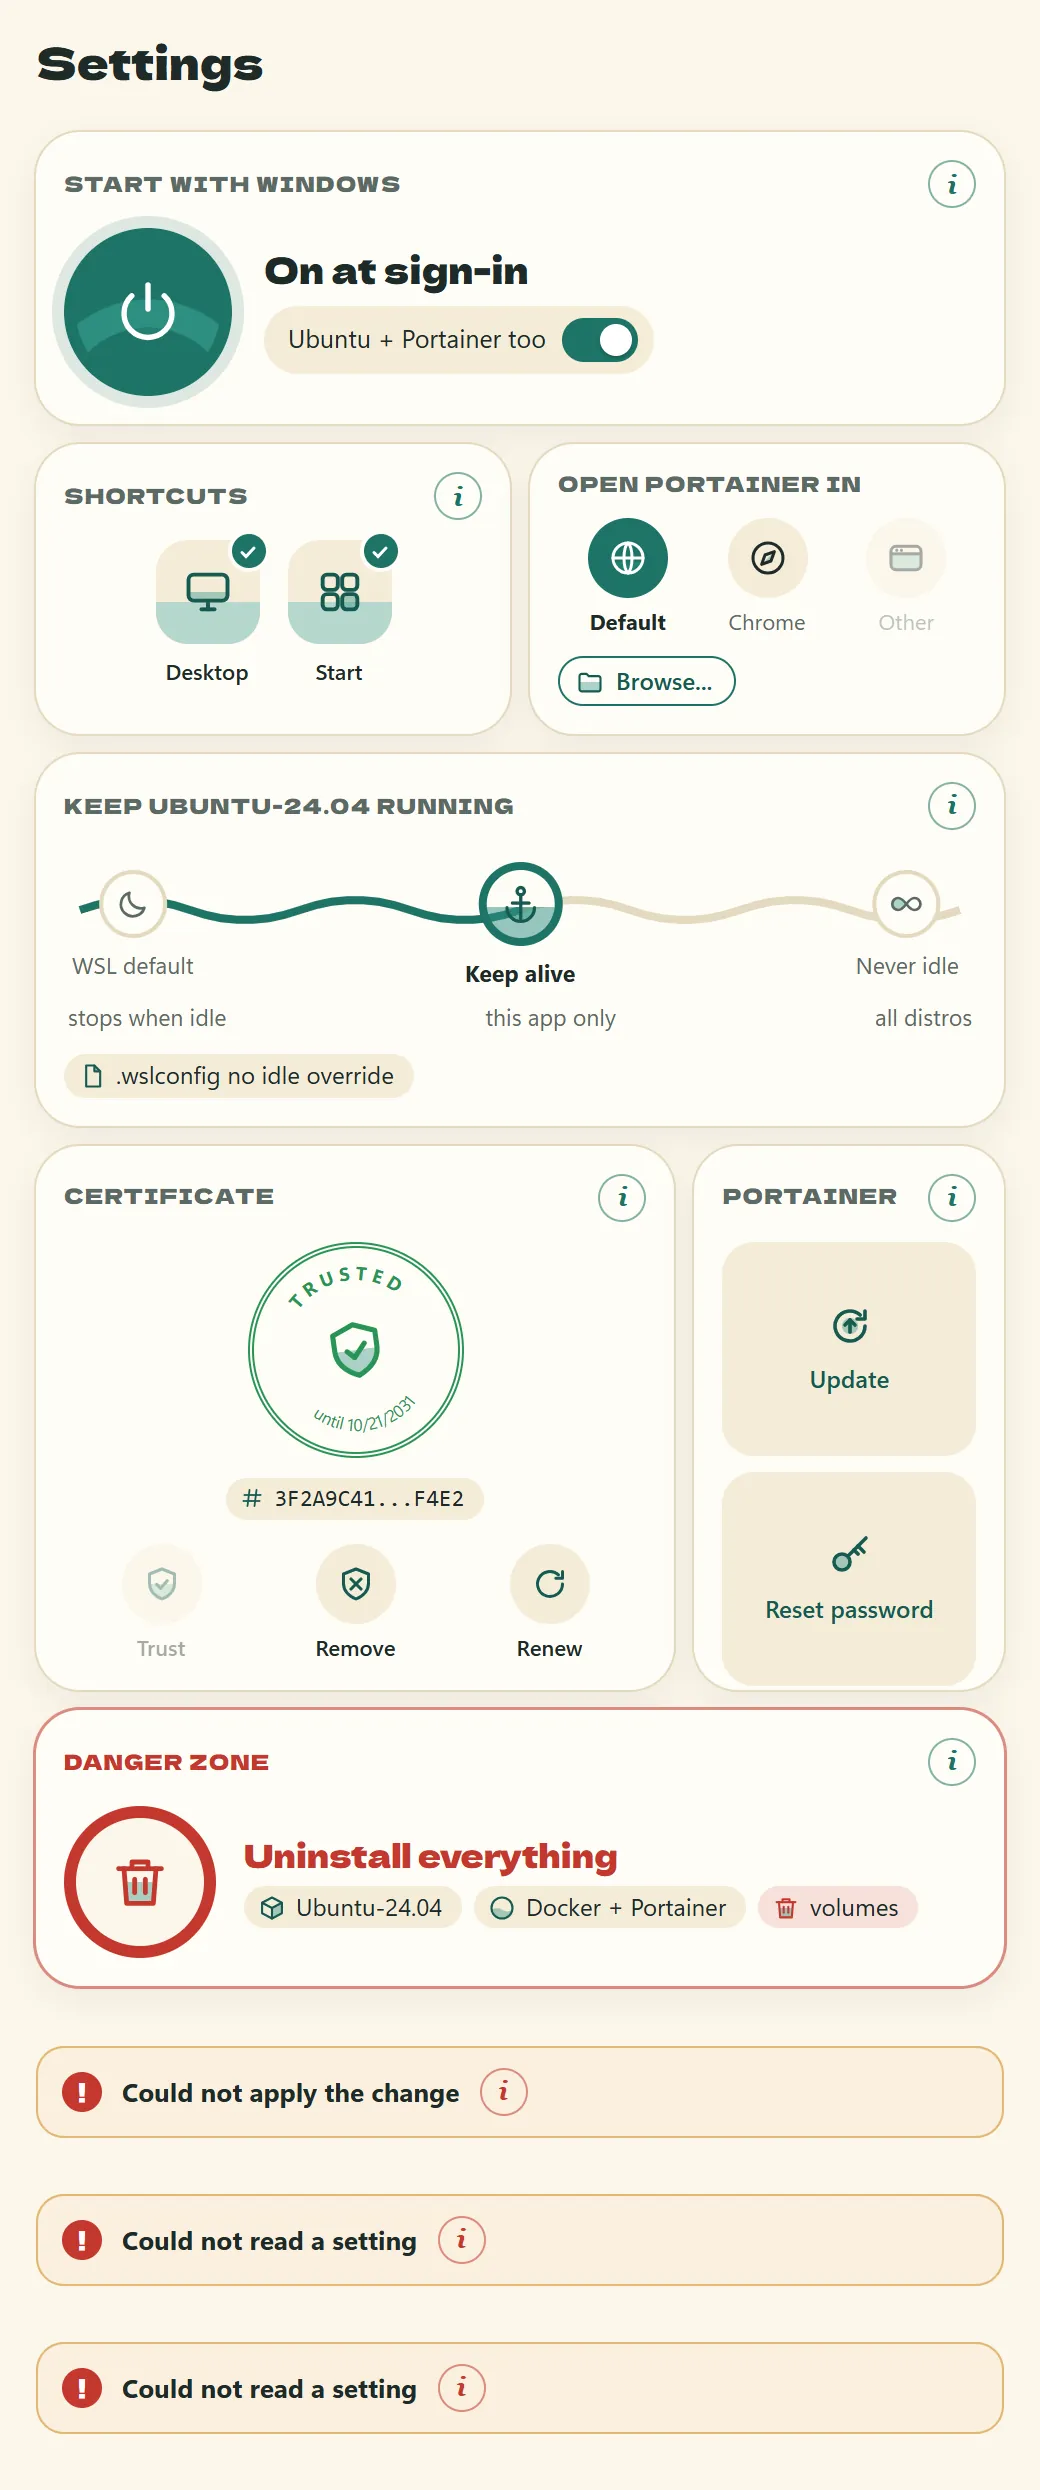 Settings
START WITH WINDOWS
i
On at sign-in
Ubuntu + Portainer too
SHORTCUTS
i
Desktop
Start
OPEN PORTAINER IN
Default
Chrome
Other
Browse...
KEEP UBUNTU-24.04 RUNNING
i
WSL default
Keep alive
Never idle
stops when idle
this app only
all distros
.wslconfig no idle override
CERTIFICATE
i
TRUSTED
until 10/21/2031
# 3F2A9C41...F4E2
Trust
Remove
Renew
PORTAINER
i
Update
Reset password
DANGER ZONE
i
Uninstall everything
Ubuntu-24.04
Docker + Portainer
volumes
! Could not apply the change i
! Could not read a setting i
! Could not read a setting i